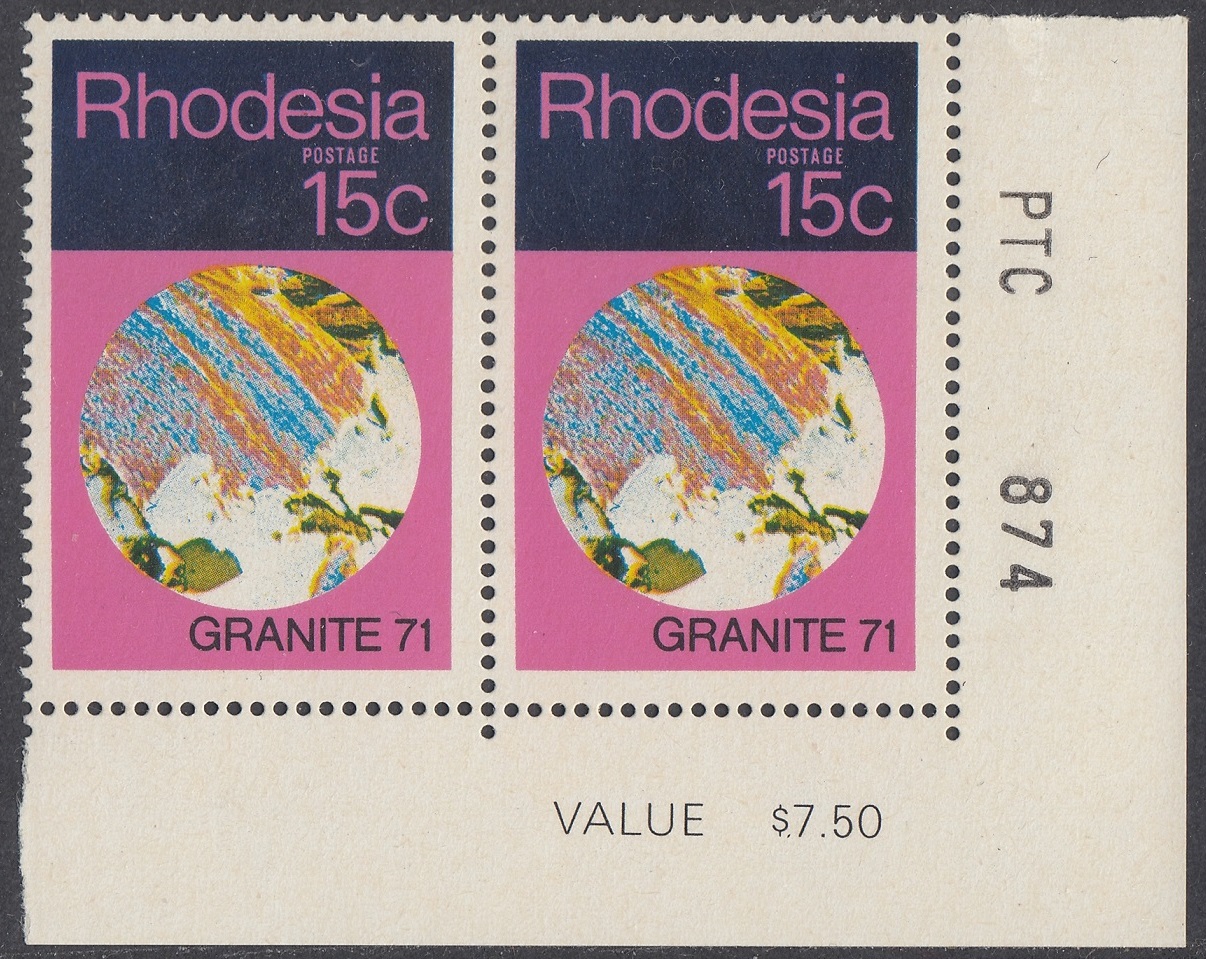 Rhodesia
POSTAGE
15c
GRANITE 71
Rhodesia
POSTAGE
15c
GRANITE 71
PTC 874
VALUE $7.50